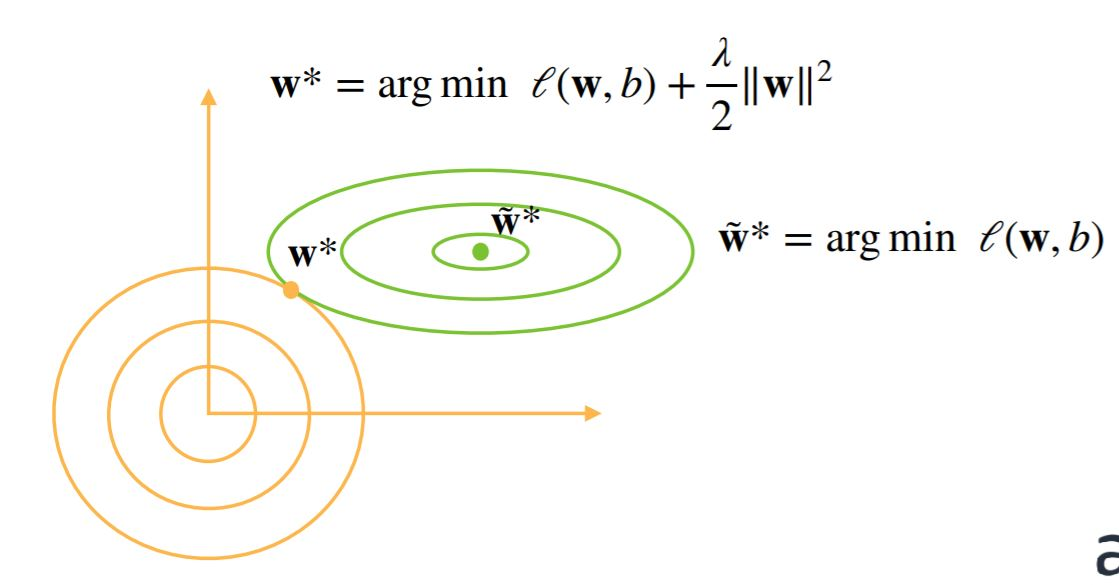 w* = arg min ℓ(w, b) + λ/2 ‖w‖²
w̃*
w*
w̃* = arg min ℓ(w, b)
a